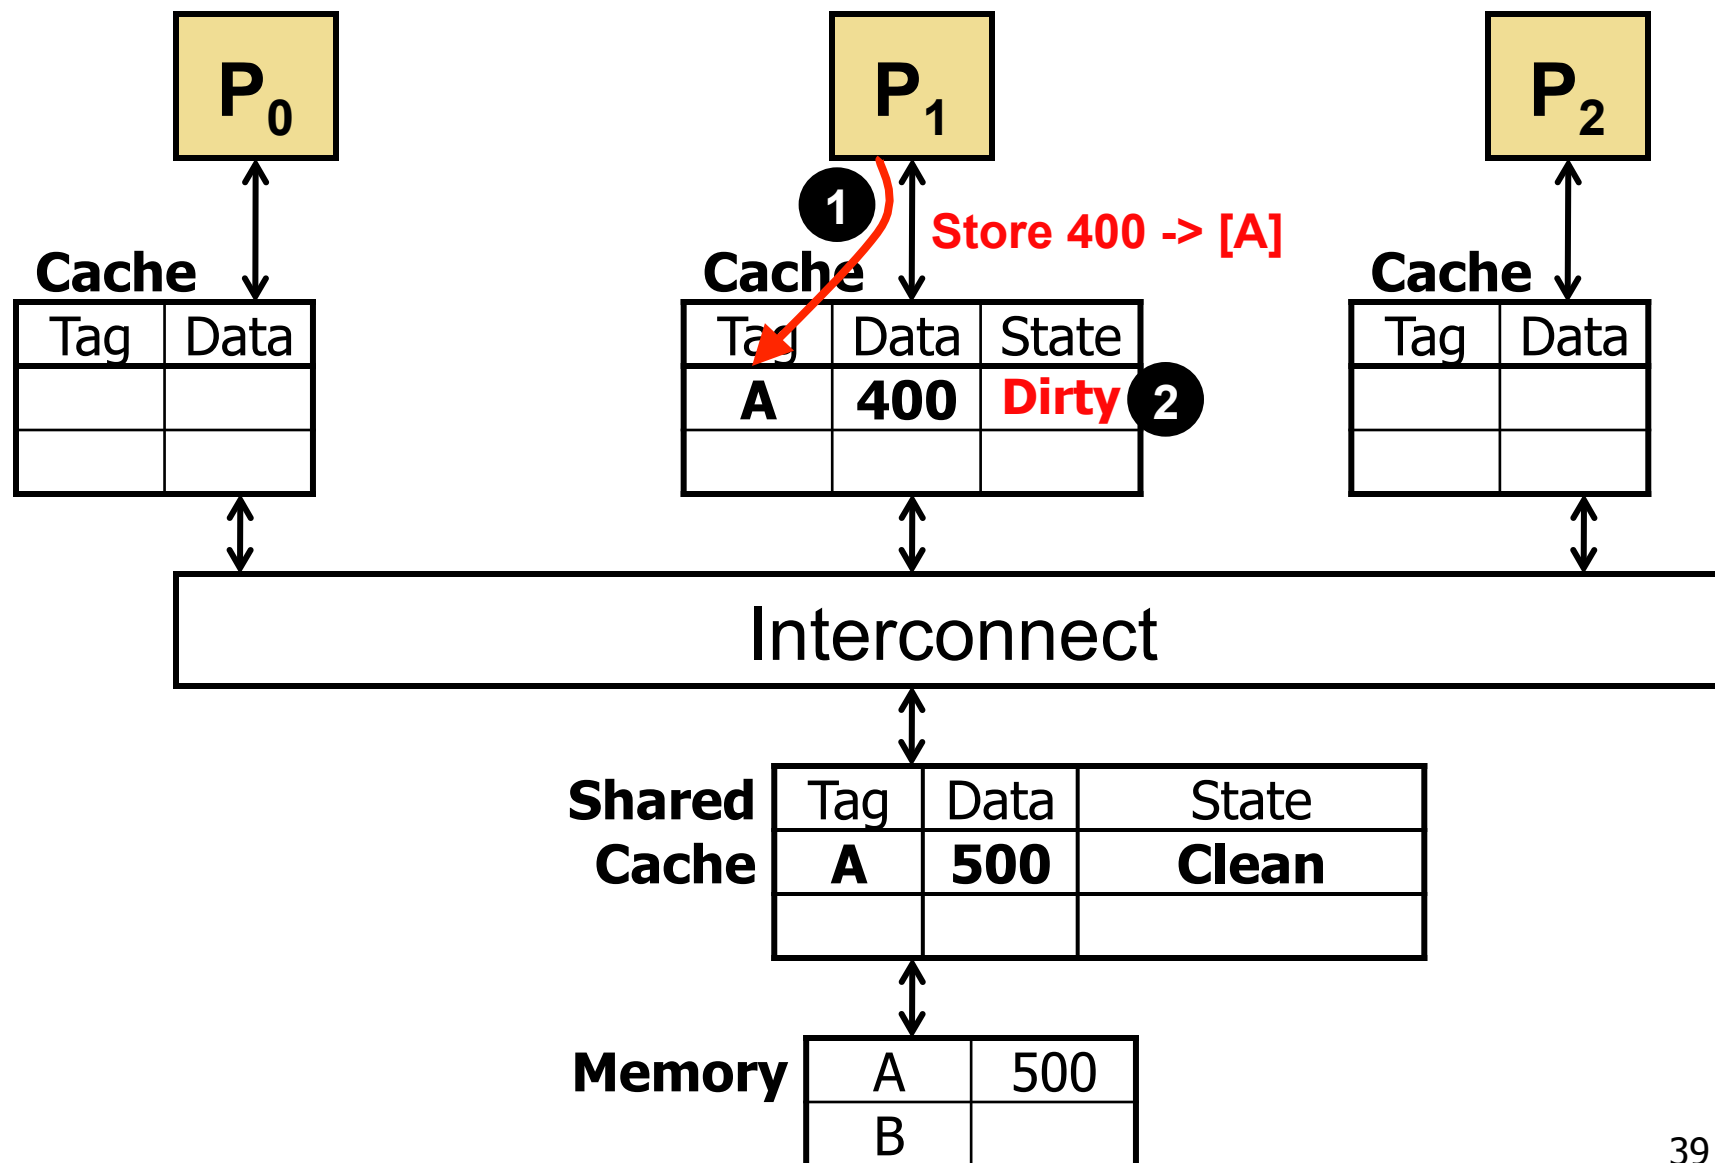 P0 P1 P2
1
Store 400 -> [A]
Cache Cache Cache
Tag Data Tag Data State Tag Data
A 400 Dirty 2
Interconnect
Shared Tag Data State
Cache A 500 Clean
Memory A 500
B
39